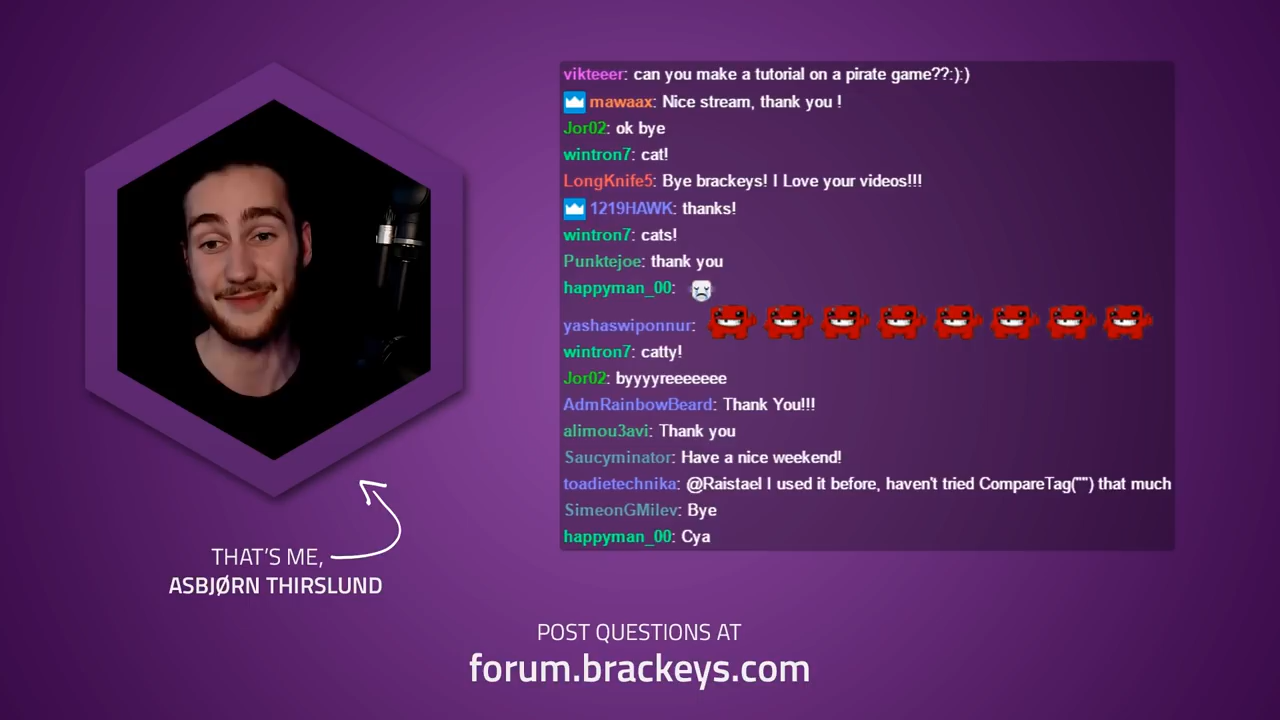 vikteeer: can you make a tutorial on a pirate game??:):)
mawaax: Nice stream, thank you !
Jor02: ok bye
wintron7: cat!
LongKnife5: Bye brackeys! I Love your videos!!!
1219HAWK: thanks!
wintron7: cats!
Punktejoe: thank you
happyman_00:
yashaswiponnur:
wintron7: catty!
Jor02: byyyyreeeeeee
AdmRainbowBeard: Thank You!!!
alimou3avi: Thank you
Saucyminator: Have a nice weekend!
toadietechnika: @Raistael I used it before, haven't tried CompareTag("") that much
SimeonGMilev: Bye
happyman_00: Cya
THAT'S ME,
ASBJØRN THIRSLUND
POST QUESTIONS AT
forum.brackeys.com